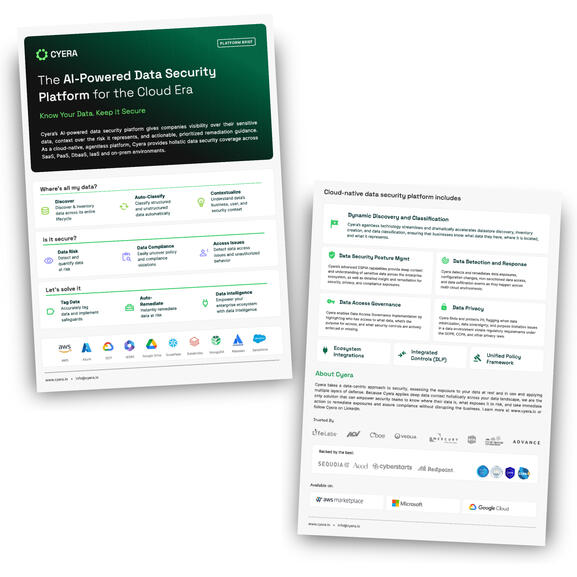 CYERA
PLATFORM BRIEF
The AI-Powered Data Security
Platform for the Cloud Era
Know Your Data. Keep it Secure
Cyera's AI-powered data security platform gives companies visibility over their sensitive
data, context over the risk it represents, and actionable, prioritized remediation guidance.
As a cloud-native, agentless platform, Cyera provides holistic data security coverage across
SaaS, PaaS, DbaaS, IaaS and on-prem environments.
Where's all my data?
Discover
Discover & inventory
data across its entire
lifecycle
Auto-Classify
Classify structured
and unstructured
data automatically
Contextualize
Understand data's
business, user, and
security context
Is it secure?
Data Risk
Detect and
quantify data
at risk
Data Compliance
Easily uncover policy
and compliance
violations
Access Issues
Detect data access
issues and unauthorized
behavior
Let's solve it
Tag Data
Accurately tag
data and implement
safeguards
Auto-
Remediate
Instantly remediate
data at risk
Data Intelligence
Empower your
enterprise ecosystem
with data intelligence
aws
AWS
Azure
GCP
M365
Google Drive
Snowflake
Databricks
MongoDB
Salesforce
www.cyera.io • info@cyera.io
Cloud-native data security platform includes
Dynamic Discovery and Classification
Cyera's agentless technology streamlines and dramatically accelerates datastore discovery, inventory
creation, and data classification, ensuring that businesses know what data they have, where it is located,
and what it represents.
Data Security Posture Mgmt
Cyera's advanced DSPM capabilities provide deep context
and understanding of sensitive data across the enterprise
ecosystem, as well as detailed insight and remediation for
security, privacy, and compliance exposures.
Data Detection and Response
Cyera detects and remediates data exposures,
configuration changes, non-sanctioned data access,
and data exfiltration events as they happen across
multi-cloud environments.
Data Access Governance
Cyera enables Data Access Governance implementation by
highlighting who has access to what data, what's the
purpose for access, and what security controls are actively
enforced or missing.
Data Privacy
Cyera finds and protects PII, flagging when data
minimization, data sovereignty, and purpose limitation issues
in a data environment violate regulatory requirements under
the GDPR, CCPA, and other privacy laws.
Ecosystem
Integrations
Integrated
Controls (DLP)
Unified Policy
Framework
About Cyera
Cyera takes a data-centric approach to security, assessing the exposure to your data at rest and in use and applying
multiple layers of defense. Because Cyera applies deep data context holistically across your data landscape, we are the
only solution that can empower security teams to know where their data is, what exposes it to risk, and take immediate
action to remediate exposures and assure compliance without disrupting the business. Learn more at www.cyera.io or
follow Cyera on LinkedIn.
Trusted By
LifeLabs
ACV
Cboe
VEOLIA
MERCURY
ADVANCE
Backed by the Best
SEQUOIA
Accel
cyberstarts
Redpoint
Available on:
aws marketplace
Microsoft
Google Cloud
www.cyera.io • info@cyera.io